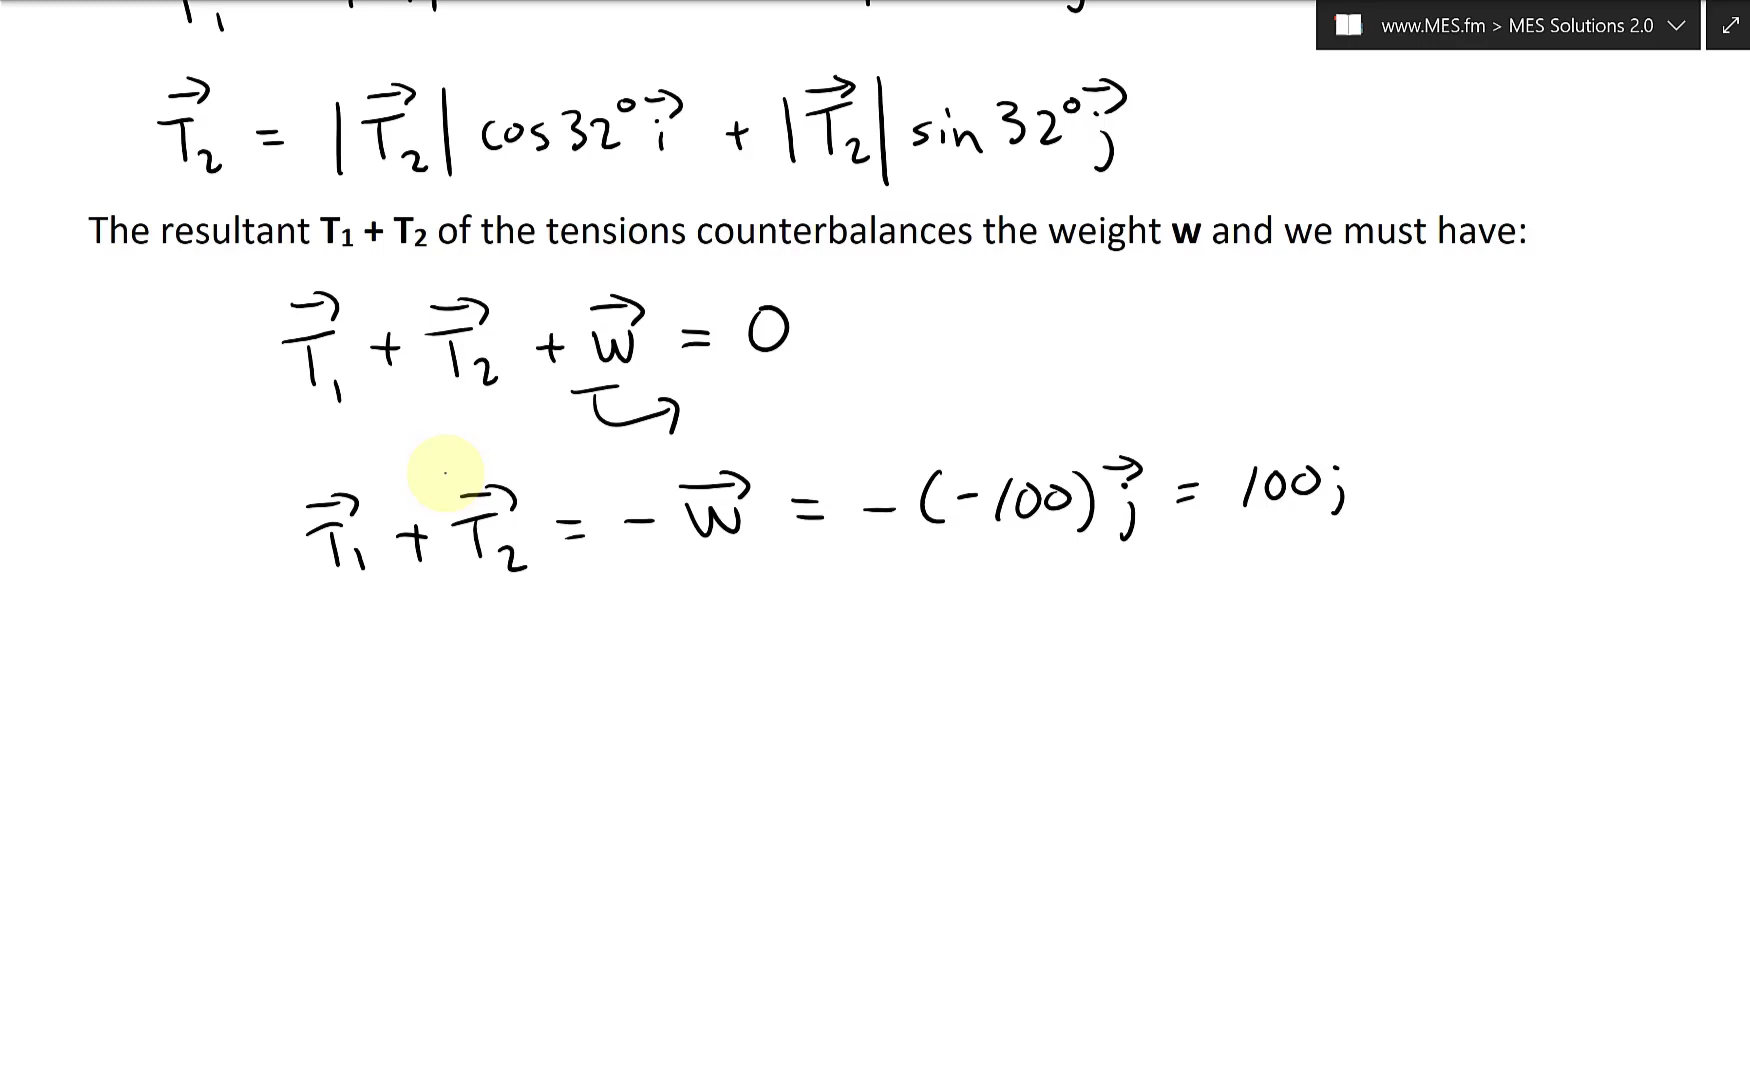 www.MES.fm > MES Solutions 2.0
T⃗₂ = |T⃗₂| cos 32° i⃗ + |T⃗₂| sin 32° j⃗
The resultant T₁ + T₂ of the tensions counterbalances the weight w and we must have:
T⃗₁ + T⃗₂ + w⃗ = 0
T⃗₁ + T⃗₂ = - w⃗ = - (-100) j⃗ = 100j